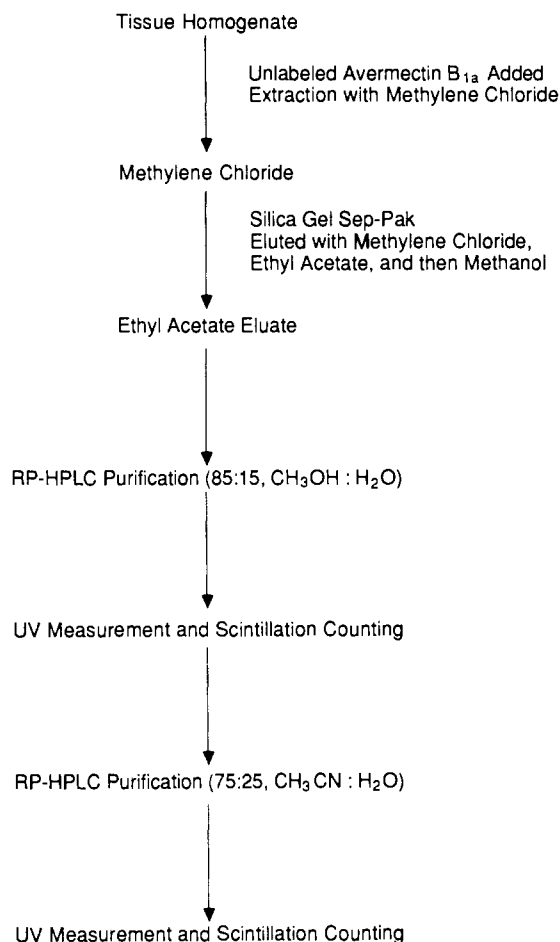 Tissue Homogenate
Unlabeled Avermectin B1a Added
Extraction with Methylene Chloride
Methylene Chloride
Silica Gel Sep-Pak
Eluted with Methylene Chloride,
Ethyl Acetate, and then Methanol
Ethyl Acetate Eluate
RP-HPLC Purification (85:15, CH3OH : H2O)
UV Measurement and Scintillation Counting
RP-HPLC Purification (75:25, CH3CN : H2O)
UV Measurement and Scintillation Counting